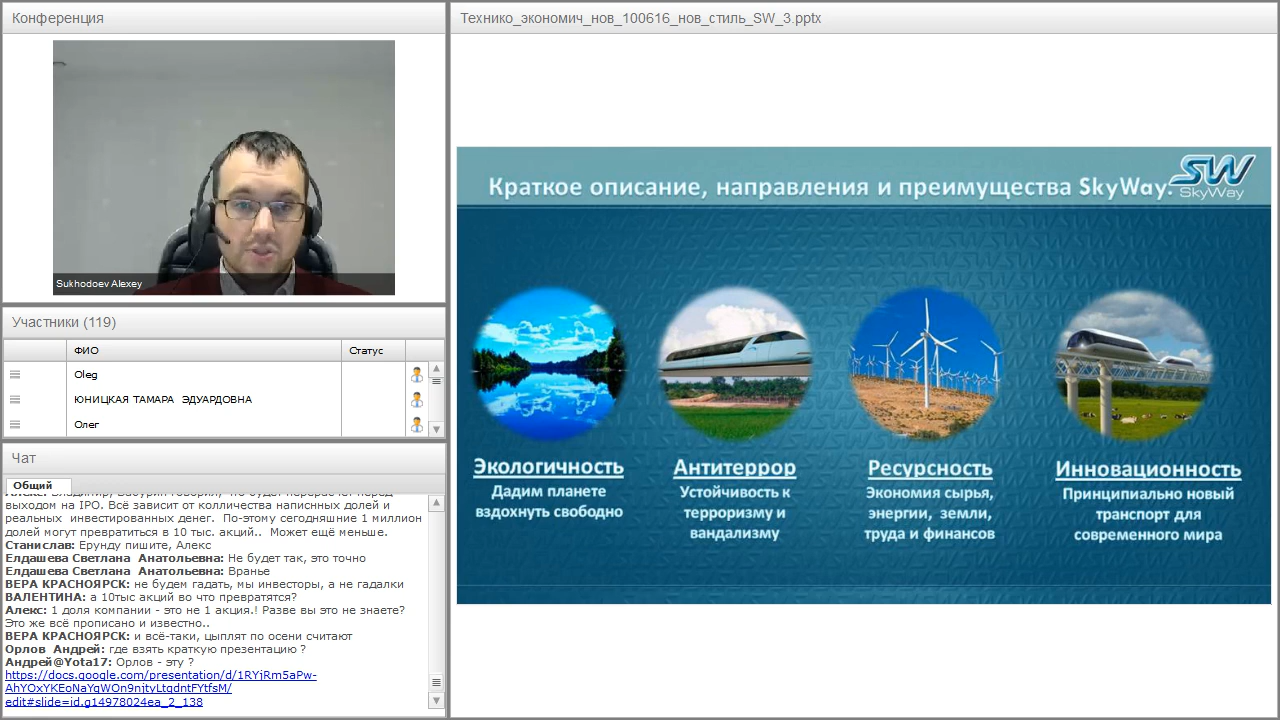 Конференция
Sukhodoev Alexey
Участники (119)
ФИО
Статус
Oleg
ЮНИЦКАЯ ТАМАРА ЭДУАРДОВНА
Олег
Чат
Общий
выходом на IPO. Всё зависит от колличества написнных долей и
реальных инвестированных денег. По-этому сегодняшние 1 миллион
долей могут превратиться в 10 тыс. акций.. Может ещё меньше.
Станислав: Ерунду пишите, Алекс
Елдашева Светлана Анатольевна: Не будет так, это точно
Елдашева Светлана Анатольевна: Вранье
ВЕРА КРАСНОЯРСК: не будем гадать, мы инвесторы, а не гадалки
ВАЛЕНТИНА: а 10тыс акций во что превратятся?
Алекс: 1 доля компании - это не 1 акция.! Разве вы это не знаете?
Это же всё прописано и известно..
ВЕРА КРАСНОЯРСК: и всё-таки, цыплят по осени считают
Орлов Андрей: где взять краткую презентацию ?
Андрей@Yota17: Орлов - эту ?
https://docs.google.com/presentation/d/1RYjRm5aPw-
AhYOxYKEoNaYqWOn9njtyLtqdntFYtfsM/
edit#slide=id.g14978024ea_2_138
Технико_экономич_нов_100616_нов_стиль_SW_3.pptx
Краткое описание, направления и преимущества SkyWay.
SW
SkyWay
Экологичность
Дадим планете
вздохнуть свободно
Антитеррор
Устойчивость к
терроризму и
вандализму
Ресурсность
Экономия сырья,
энергии, земли,
труда и финансов
Инновационность
Принципиально новый
транспорт для
современного мира